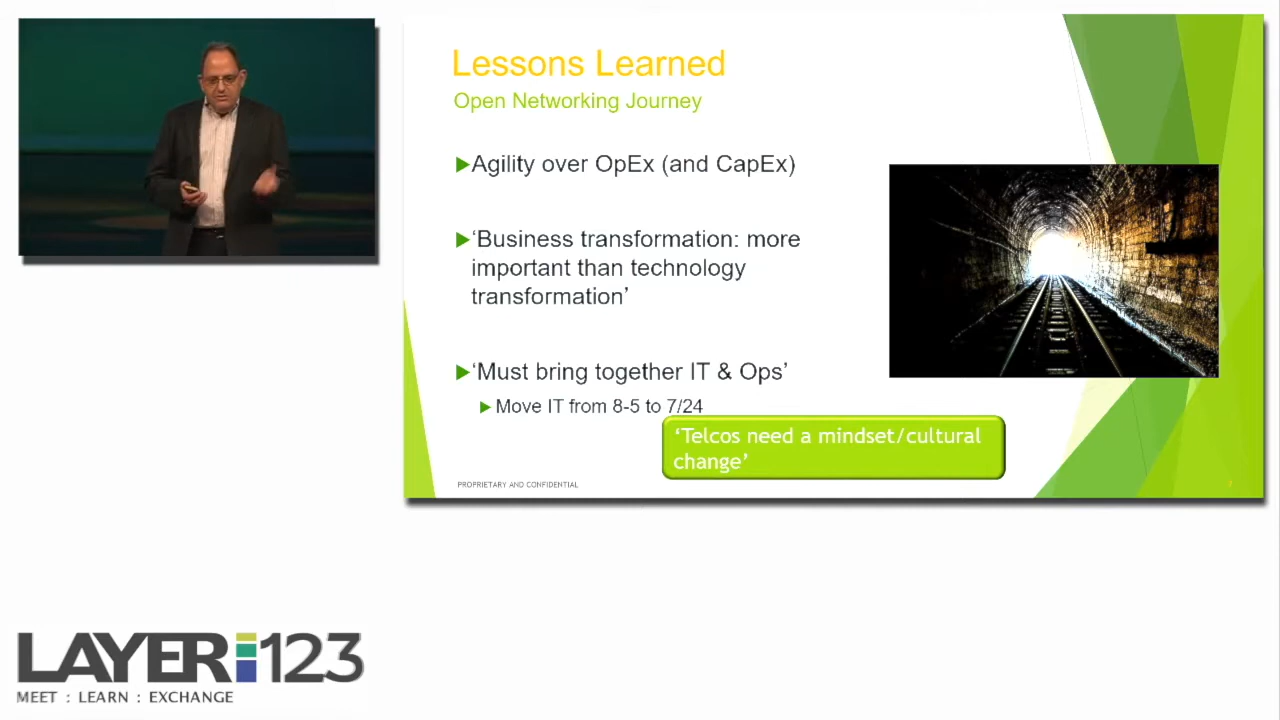 Lessons Learned
Open Networking Journey
Agility over OpEx (and CapEx)
‘Business transformation: more
important than technology
transformation’
‘Must bring together IT & Ops’
Move IT from 8-5 to 7/24
‘Telcos need a mindset/cultural
change’
PROPRIETARY AND CONFIDENTIAL
LAYER123
MEET : LEARN : EXCHANGE